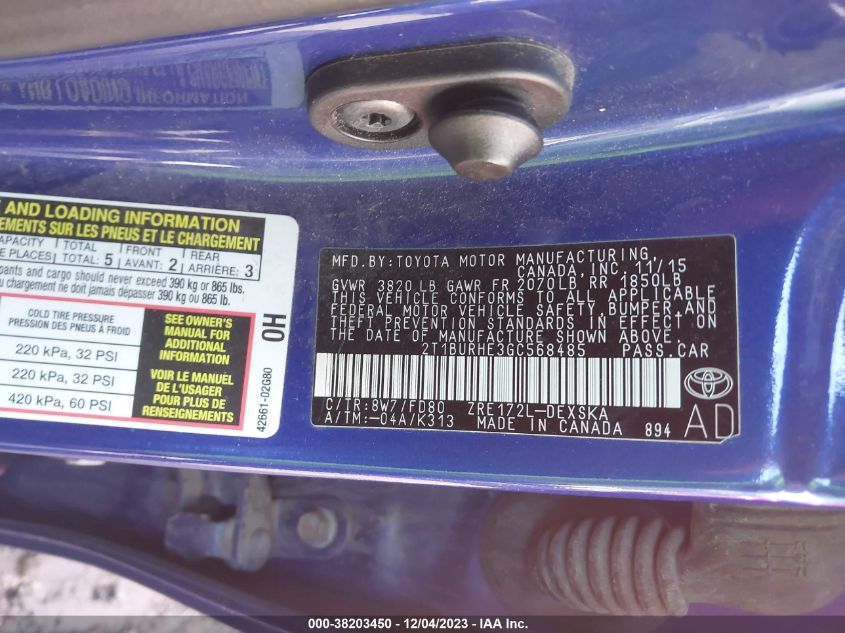 AND LOADING INFORMATION
EMENTS SUR LES PNEUS ET LE CHARGEMENT
CAPACITY TOTAL FRONT REAR
E PLACES TOTAL: 5 AVANT: 2 ARRIÈRE: 3
pants and cargo should never exceed 390 kg or 865 lbs.
u chargement ne doit jamais dépasser 390 kg ou 865 lb.
COLD TIRE PRESSURE
PRESSION DES PNEUS À FROID
220 kPa, 32 PSI
220 kPa, 32 PSI
420 kPa, 60 PSI
SEE OWNER'S
MANUAL FOR
ADDITIONAL
INFORMATION
VOIR LE MANUEL
DE L'USAGER
POUR PLUS DE
RENSEIGNEMENTS
0H
42661-02G80
MFD.BY:TOYOTA MOTOR MANUFACTURING,
CANADA, INC. 11/15
GVWR 3820 LB GAWR FR 2070LB RR 1850LB
THIS VEHICLE CONFORMS TO ALL APPLICABLE
FEDERAL MOTOR VEHICLE SAFETY, BUMPER, AND
THEFT PREVENTION STANDARDS IN EFFECT ON
THE DATE OF MANUFACTURE SHOWN ABOVE.
2T1BURHE3GC568485 PASS.CAR
C/TR:8W7/FD80 ZRE172L-DEXSKA
A/TM:-04A/K313 MADE IN CANADA 894
AD
000-38203450 - 12/04/2023 - IAA Inc.